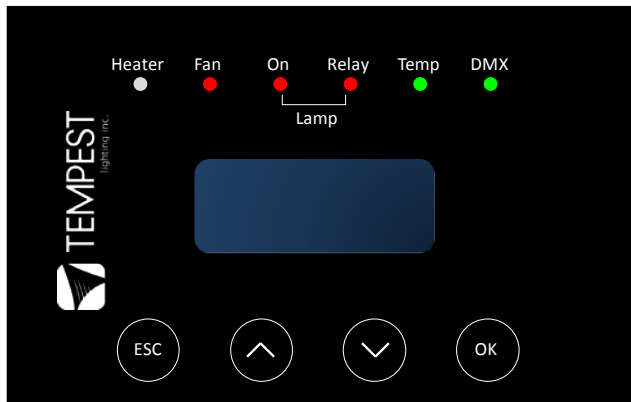 Heater Fan On Relay Temp DMX
Lamp
TEMPEST
lighting inc.
ESC OK